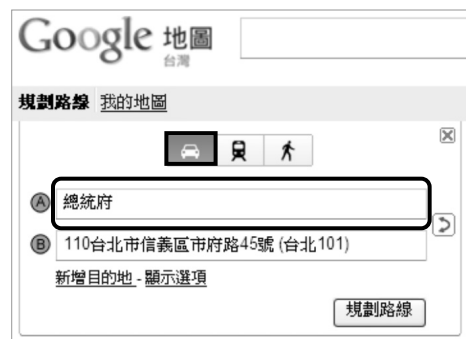 Google 地圖
台灣
規劃路線 我的地圖
A 總統府
B 110台北市信義區市府路45號 (台北101)
新增目的地 - 顯示選項
規劃路線